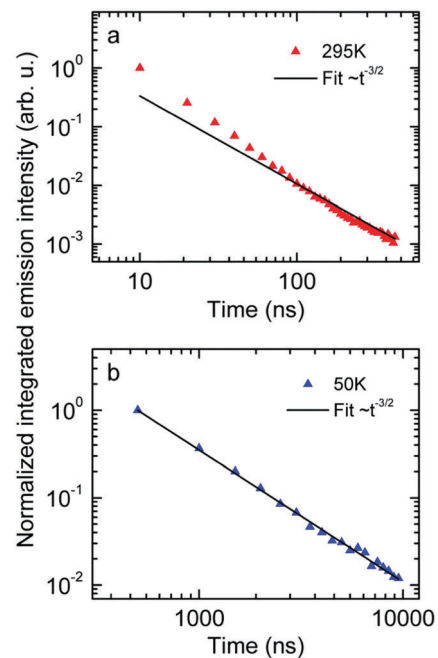 Normalized integrated emission intensity (arb. u.)
a
295K
Fit ~t^-3/2
10^0
10^-1
10^-2
10^-3
10
100
Time (ns)
b
50K
Fit ~t^-3/2
10^0
10^-1
10^-2
1000
10000
Time (ns)